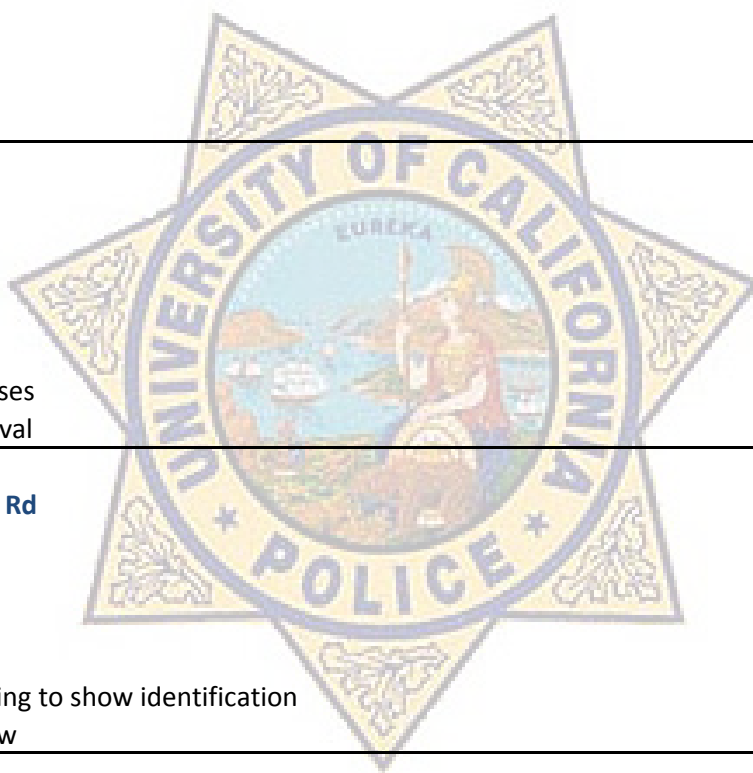 UNIVERSITY OF CALIFORNIA
EUREKA
ses
val
Rd
POLICE
ing to show identification
w